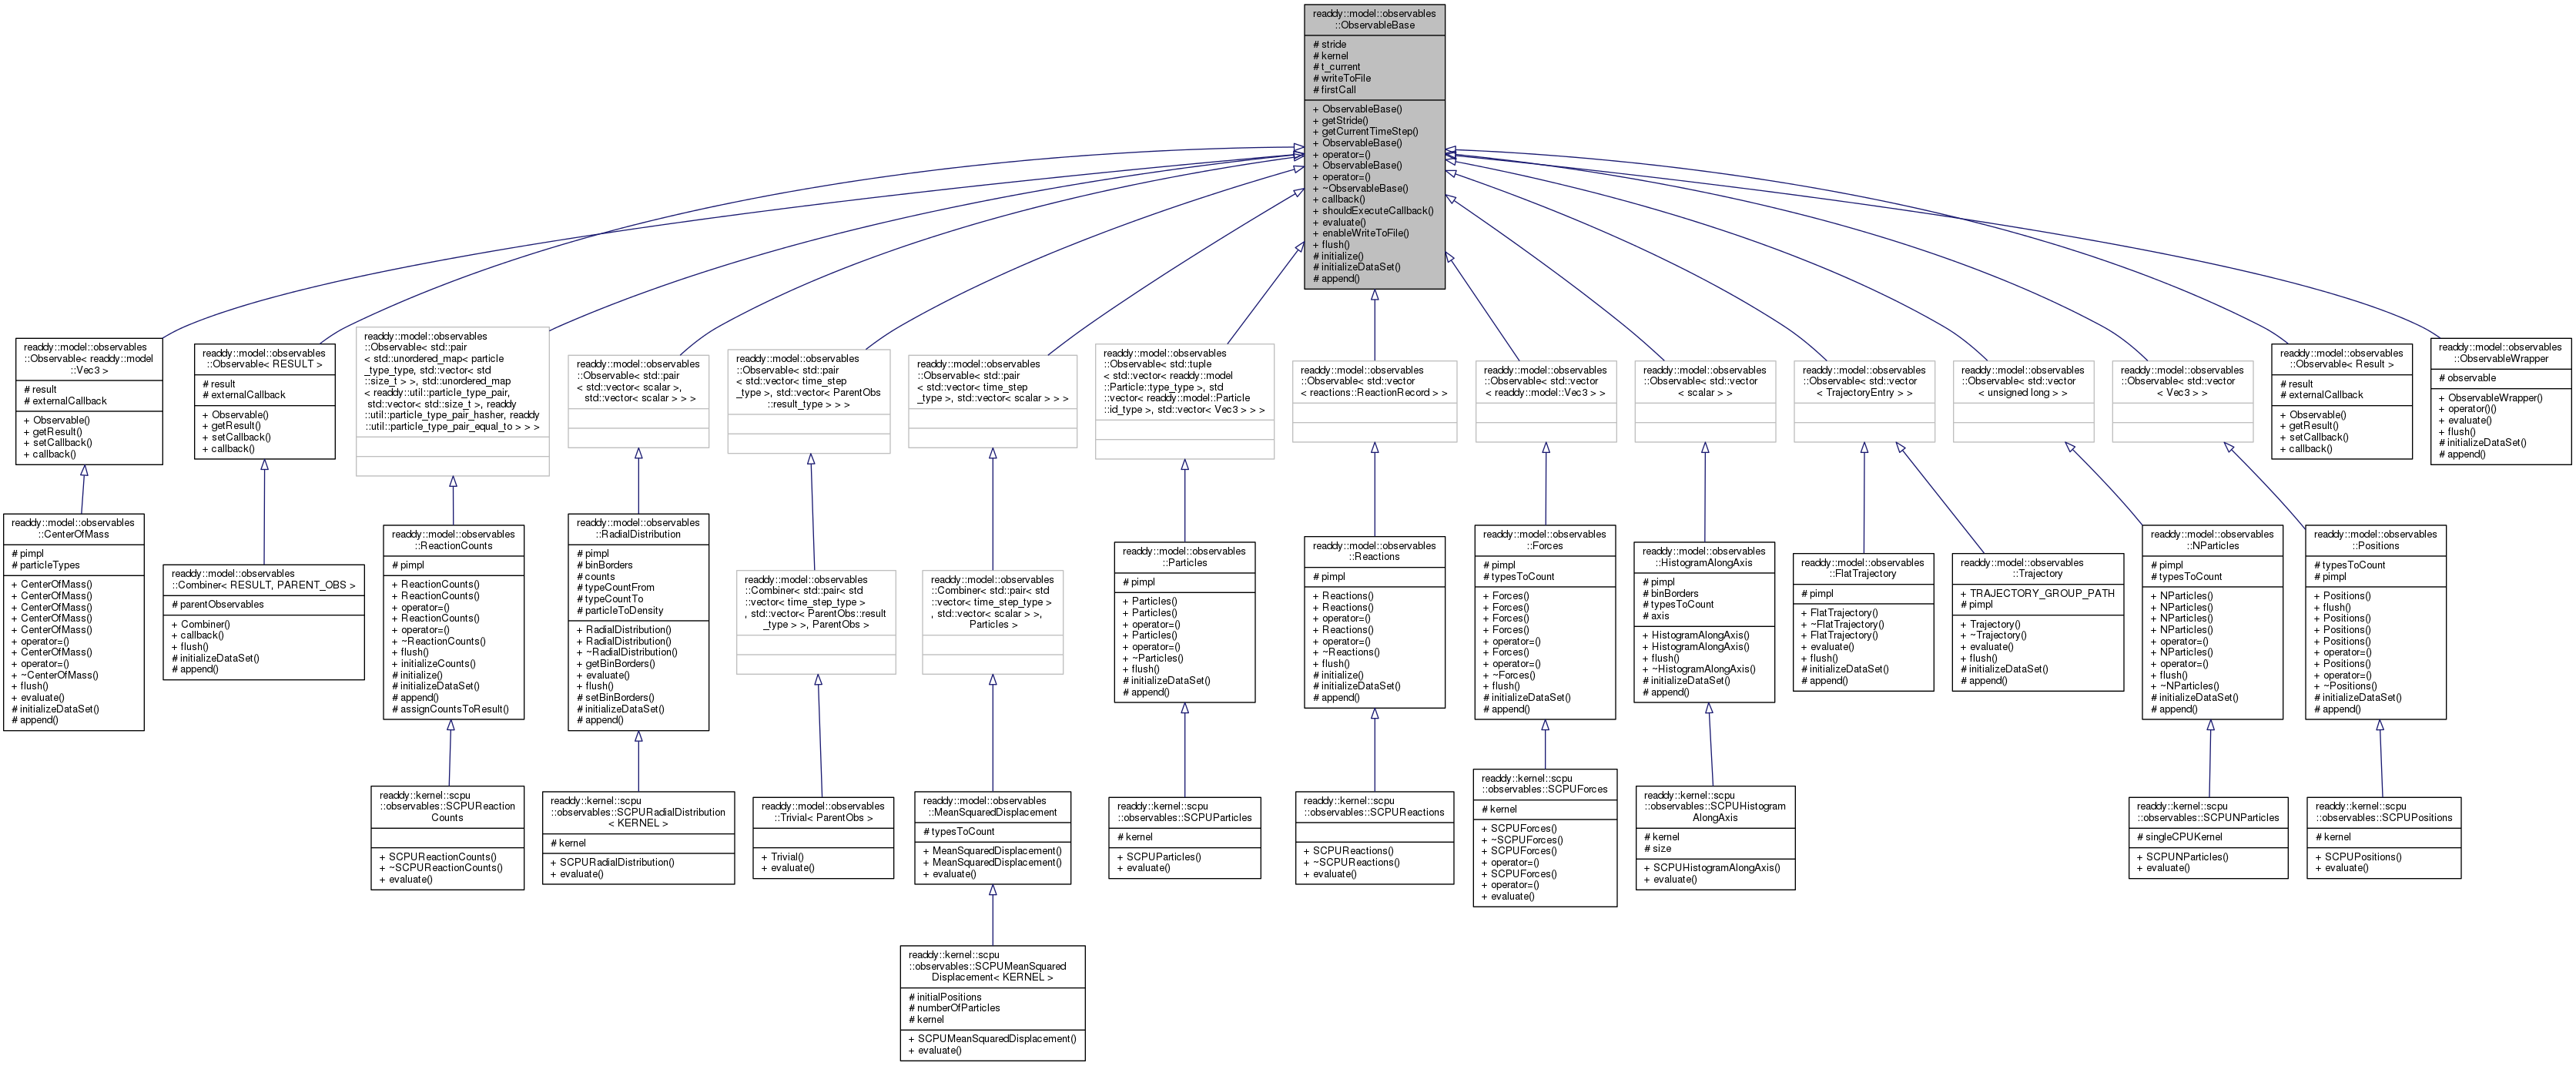 readdy::model::observables
::ObservableBase
# stride
# kernel
# t_current
# writeToFile
# firstCall
+ ObservableBase()
+ getStride()
+ getCurrentTimeStep()
+ ObservableBase()
+ operator=()
+ ObservableBase()
+ operator=()
+ ~ObservableBase()
+ callback()
+ shouldExecuteCallback()
+ evaluate()
+ enableWriteToFile()
+ flush()
# initialize()
# initializeDataSet()
# append()
readdy::model::observables
::Observable< readdy::model
::Vec3 >
# result
# externalCallback
+ Observable()
+ getResult()
+ setCallback()
+ callback()
readdy::model::observables
::Observable< RESULT >
# result
# externalCallback
+ Observable()
+ getResult()
+ setCallback()
+ callback()
readdy::model::observables
::Observable< std::pair
< std::unordered_map< particle
_type_type, std::vector< std
::size_t > >, std::unordered_map
< readdy::util::particle_type_pair,
std::vector< std::size_t >, readdy
::util::particle_type_pair_hasher, readdy
::util::particle_type_pair_equal_to > > >
readdy::model::observables
::Observable< std::pair
< std::vector< scalar >,
std::vector< scalar > > >
readdy::model::observables
::Observable< std::pair
< std::vector< time_step
_type >, std::vector< ParentObs
::result_type > > >
readdy::model::observables
::Observable< std::pair
< std::vector< time_step
_type >, std::vector< scalar > > >
readdy::model::observables
::Observable< std::tuple
< std::vector< readdy::model
::Particle::type_type >, std
::vector< readdy::model::Particle
::id_type >, std::vector< Vec3 > > >
readdy::model::observables
::Observable< std::vector
< reactions::ReactionRecord > >
readdy::model::observables
::Observable< std::vector
< readdy::model::Vec3 > >
readdy::model::observables
::Observable< std::vector
< scalar > >
readdy::model::observables
::Observable< std::vector
< TrajectoryEntry > >
readdy::model::observables
::Observable< std::vector
< unsigned long > >
readdy::model::observables
::Observable< std::vector
< Vec3 > >
readdy::model::observables
::Observable< Result >
# result
# externalCallback
+ Observable()
+ getResult()
+ setCallback()
+ callback()
readdy::model::observables
::ObservableWrapper
# observable
+ ObservableWrapper()
+ operator()()
+ evaluate()
+ flush()
# initializeDataSet()
# append()
readdy::model::observables
::CenterOfMass
# pimpl
# particleTypes
+ CenterOfMass()
+ CenterOfMass()
+ CenterOfMass()
+ CenterOfMass()
+ CenterOfMass()
+ operator=()
+ CenterOfMass()
+ operator=()
+ ~CenterOfMass()
+ flush()
+ evaluate()
# initializeDataSet()
# append()
readdy::model::observables
::Combiner< RESULT, PARENT_OBS >
# parentObservables
+ Combiner()
+ callback()
+ flush()
# initializeDataSet()
# append()
readdy::model::observables
::ReactionCounts
# pimpl
+ ReactionCounts()
+ ReactionCounts()
+ operator=()
+ ReactionCounts()
+ operator=()
+ ~ReactionCounts()
+ flush()
+ initializeCounts()
# initialize()
# initializeDataSet()
# append()
# assignCountsToResult()
readdy::model::observables
::RadialDistribution
# pimpl
# binBorders
# counts
# typeCountFrom
# typeCountTo
# particleToDensity
+ RadialDistribution()
+ RadialDistribution()
+ ~RadialDistribution()
+ getBinBorders()
+ evaluate()
+ flush()
# setBinBorders()
# initializeDataSet()
# append()
readdy::model::observables
::Combiner< std::pair< std
::vector< time_step_type >
, std::vector< ParentObs::result
_type > >, ParentObs >
readdy::model::observables
::Combiner< std::pair< std
::vector< time_step_type >
, std::vector< scalar > >,
Particles >
readdy::model::observables
::Particles
# pimpl
+ Particles()
+ Particles()
+ operator=()
+ Particles()
+ operator=()
+ ~Particles()
+ flush()
# initializeDataSet()
# append()
readdy::model::observables
::Reactions
# pimpl
+ Reactions()
+ Reactions()
+ operator=()
+ Reactions()
+ operator=()
+ ~Reactions()
+ flush()
# initialize()
# initializeDataSet()
# append()
readdy::model::observables
::Forces
# pimpl
# typesToCount
+ Forces()
+ Forces()
+ Forces()
+ Forces()
+ operator=()
+ Forces()
+ operator=()
+ ~Forces()
+ flush()
# initializeDataSet()
# append()
readdy::model::observables
::HistogramAlongAxis
# pimpl
# binBorders
# typesToCount
# axis
+ HistogramAlongAxis()
+ HistogramAlongAxis()
+ flush()
+ ~HistogramAlongAxis()
# initializeDataSet()
# append()
readdy::model::observables
::FlatTrajectory
# pimpl
+ FlatTrajectory()
+ ~FlatTrajectory()
+ FlatTrajectory()
+ evaluate()
+ flush()
# initializeDataSet()
# append()
readdy::model::observables
::Trajectory
+ TRAJECTORY_GROUP_PATH
# pimpl
+ Trajectory()
+ ~Trajectory()
+ evaluate()
+ flush()
# initializeDataSet()
# append()
readdy::model::observables
::NParticles
# pimpl
# typesToCount
+ NParticles()
+ NParticles()
+ NParticles()
+ NParticles()
+ operator=()
+ NParticles()
+ operator=()
+ flush()
+ ~NParticles()
# initializeDataSet()
# append()
readdy::model::observables
::Positions
# typesToCount
# pimpl
+ Positions()
+ flush()
+ Positions()
+ Positions()
+ Positions()
+ operator=()
+ Positions()
+ operator=()
+ ~Positions()
# initializeDataSet()
# append()
readdy::kernel::scpu
::observables::SCPUReaction
Counts
+ SCPUReactionCounts()
+ ~SCPUReactionCounts()
+ evaluate()
readdy::kernel::scpu
::observables::SCPURadialDistribution
< KERNEL >
# kernel
+ SCPURadialDistribution()
+ evaluate()
readdy::model::observables
::Trivial< ParentObs >
+ Trivial()
+ evaluate()
readdy::model::observables
::MeanSquaredDisplacement
# typesToCount
+ MeanSquaredDisplacement()
+ MeanSquaredDisplacement()
+ evaluate()
readdy::kernel::scpu
::observables::SCPUParticles
# kernel
+ SCPUParticles()
+ evaluate()
readdy::kernel::scpu
::observables::SCPUReactions
+ SCPUReactions()
+ ~SCPUReactions()
+ evaluate()
readdy::kernel::scpu
::observables::SCPUForces
# kernel
+ SCPUForces()
+ ~SCPUForces()
+ SCPUForces()
+ operator=()
+ SCPUForces()
+ operator=()
+ evaluate()
readdy::kernel::scpu
::observables::SCPUHistogram
AlongAxis
# kernel
# size
+ SCPUHistogramAlongAxis()
+ evaluate()
readdy::kernel::scpu
::observables::SCPUNParticles
# singleCPUKernel
+ SCPUNParticles()
+ evaluate()
readdy::kernel::scpu
::observables::SCPUPositions
# kernel
+ SCPUPositions()
+ evaluate()
readdy::kernel::scpu
::observables::SCPUMeanSquared
Displacement< KERNEL >
# initialPositions
# numberOfParticles
# kernel
+ SCPUMeanSquaredDisplacement()
+ evaluate()